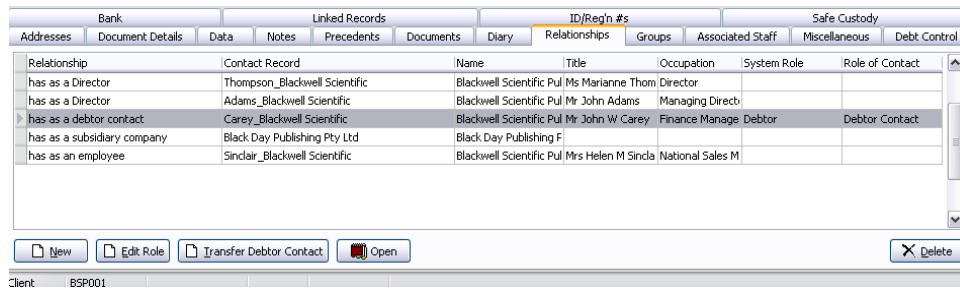 Bank Linked Records ID/Reg'n #s Safe Custody
Addresses Document Details Data Notes Precedents Documents Diary Relationships Groups Associated Staff Miscellaneous Debt Control
Relationship Contact Record Name Title Occupation System Role Role of Contact
has as a Director Thompson_Blackwell Scientific Blackwell Scientific Pul Ms Marianne Thom Director
has as a Director Adams_Blackwell Scientific Blackwell Scientific Pul Mr John Adams Managing Direct
has as a debtor contact Carey_Blackwell Scientific Blackwell Scientific Pul Mr John W Carey Finance Manage Debtor Debtor Contact
has as a subsidiary company Black Day Publishing Pty Ltd Black Day Publishing F
has as an employee Sinclair_Blackwell Scientific Blackwell Scientific Pul Mrs Helen M Sincla National Sales M
New Edit Role Transfer Debtor Contact Open Delete
Client BSP001